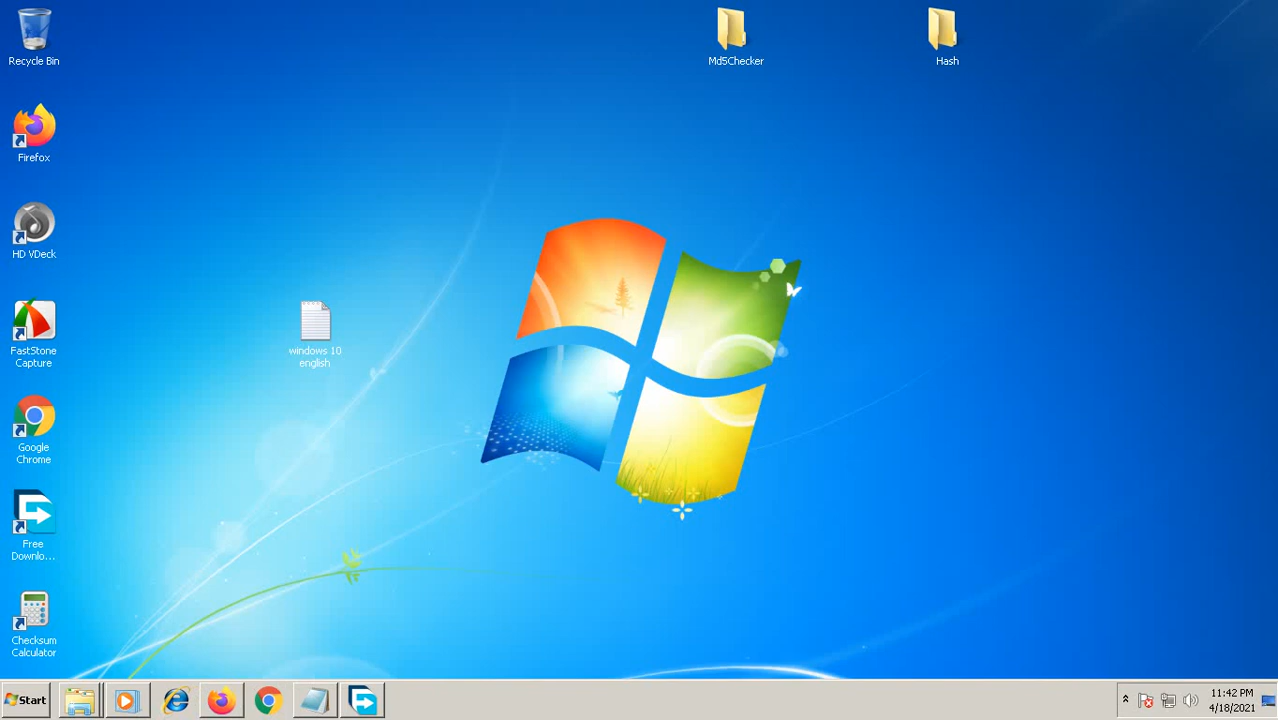 Recycle Bin
Md5Checker
Hash
Firefox
HD VDeck
FastStone
Capture
windows 10
english
Google
Chrome
Free
Downlo...
Checksum
Calculator
Start
11:42 PM
4/18/2021